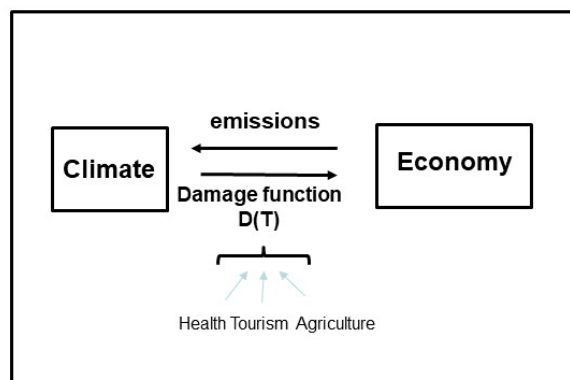 emissions
Climate
Economy
Damage function
D(T)
Health Tourism Agriculture